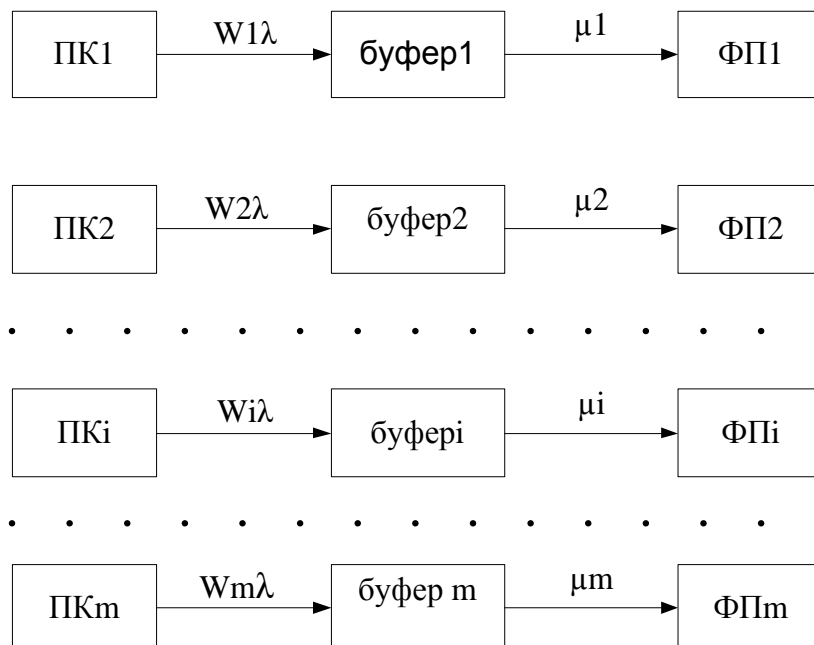 ПК1 W1λ буфер1 µ1 ФП1
ПК2 W2λ буфер2 µ2 ФП2
ПКi Wiλ буферi µi ФПi
ПКm Wmλ буфер m µm ФПm